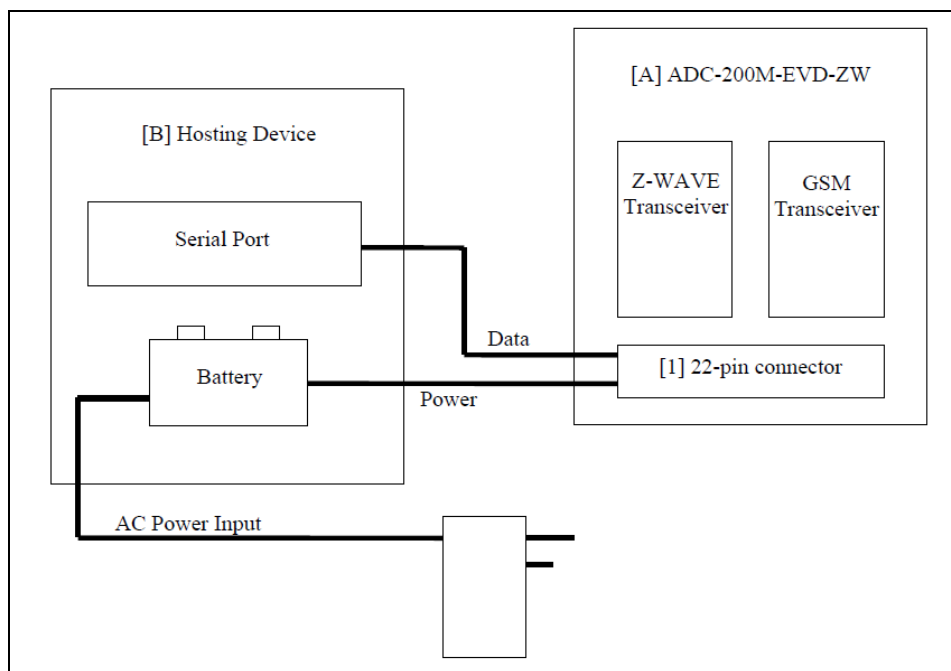 [A] ADC-200M-EVD-ZW
[B] Hosting Device
Z-WAVE
Transceiver
GSM
Transceiver
Serial Port
Data
[1] 22-pin connector
Battery
Power
AC Power Input